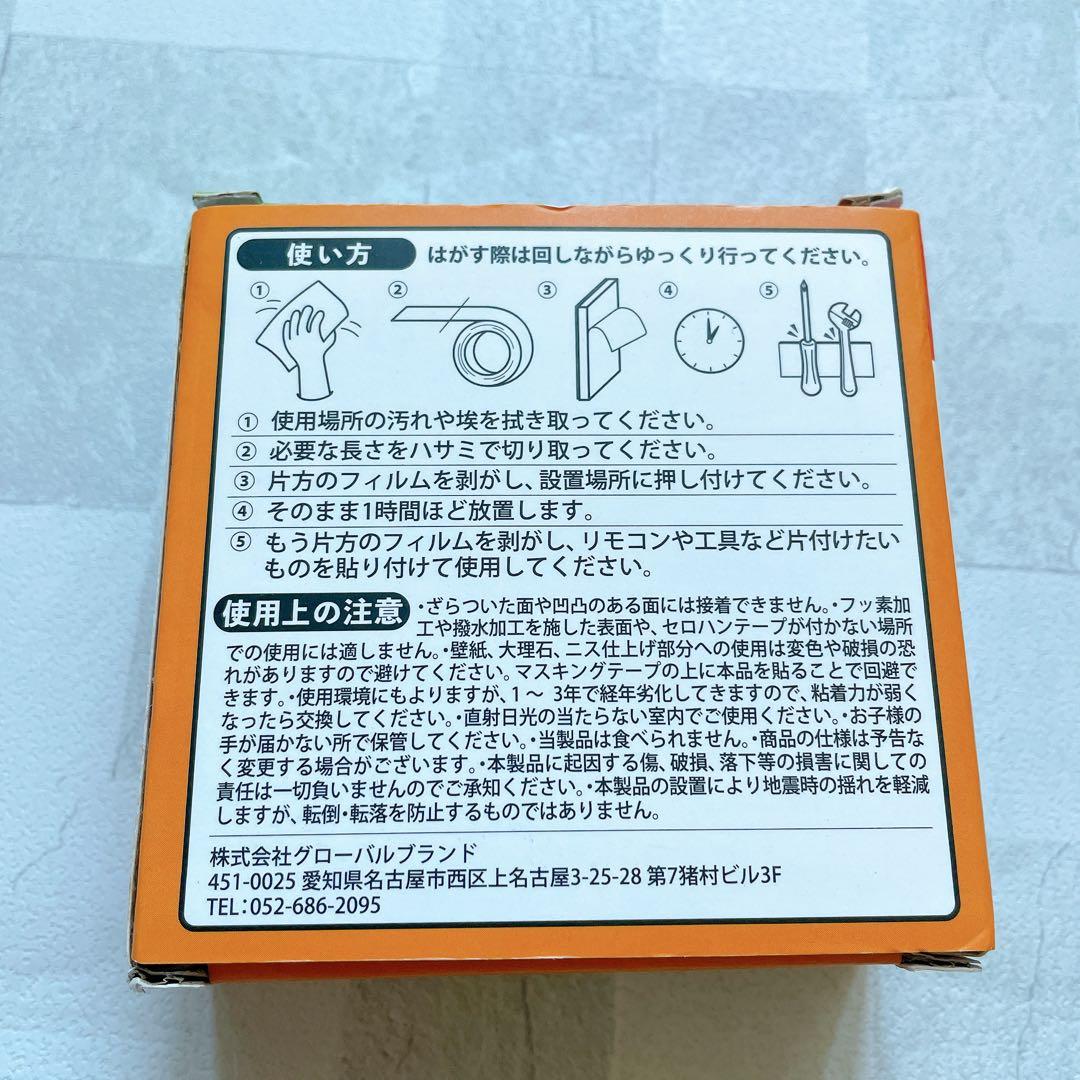 使い方 はがす際は回しながらゆっくり行ってください。
① ② ③ ④ ⑤
① 使用場所の汚れや埃を拭き取ってください。
② 必要な長さをハサミで切り取ってください。
③ 片方のフィルムを剥がし、設置場所に押し付けてください。
④ そのまま1時間ほど放置します。
⑤ もう片方のフィルムを剥がし、リモコンや工具など片付けたい
ものを貼り付けて使用してください。
使用上の注意 ・ざらついた面や凹凸のある面には接着できません。・フッ素加
工や撥水加工を施した表面や、セロハンテープが付かない場所
での使用には適しません。・壁紙、大理石、ニス仕上げ部分への使用は変色や破損の恐
れがありますので避けてください。マスキングテープの上に本品を貼ることで回避で
きます。・使用環境にもよりますが、1～ 3年で経年劣化してきますので、粘着力が弱く
なったら交換してください。・直射日光の当たらない室内でご使用ください。・お子様の
手が届かない所で保管してください。・当製品は食べられません。・商品の仕様は予告な
く変更する場合がございます。・本製品に起因する傷、破損、落下等の損害に関しての
責任は一切負いませんのでご承知ください。・本製品の設置により地震時の揺れを軽減
しますが、転倒・転落を防止するものではありません。
株式会社グローバルブランド
451-0025 愛知県名古屋市西区上名古屋3-25-28 第7猪村ビル3F
TEL：052-686-2095